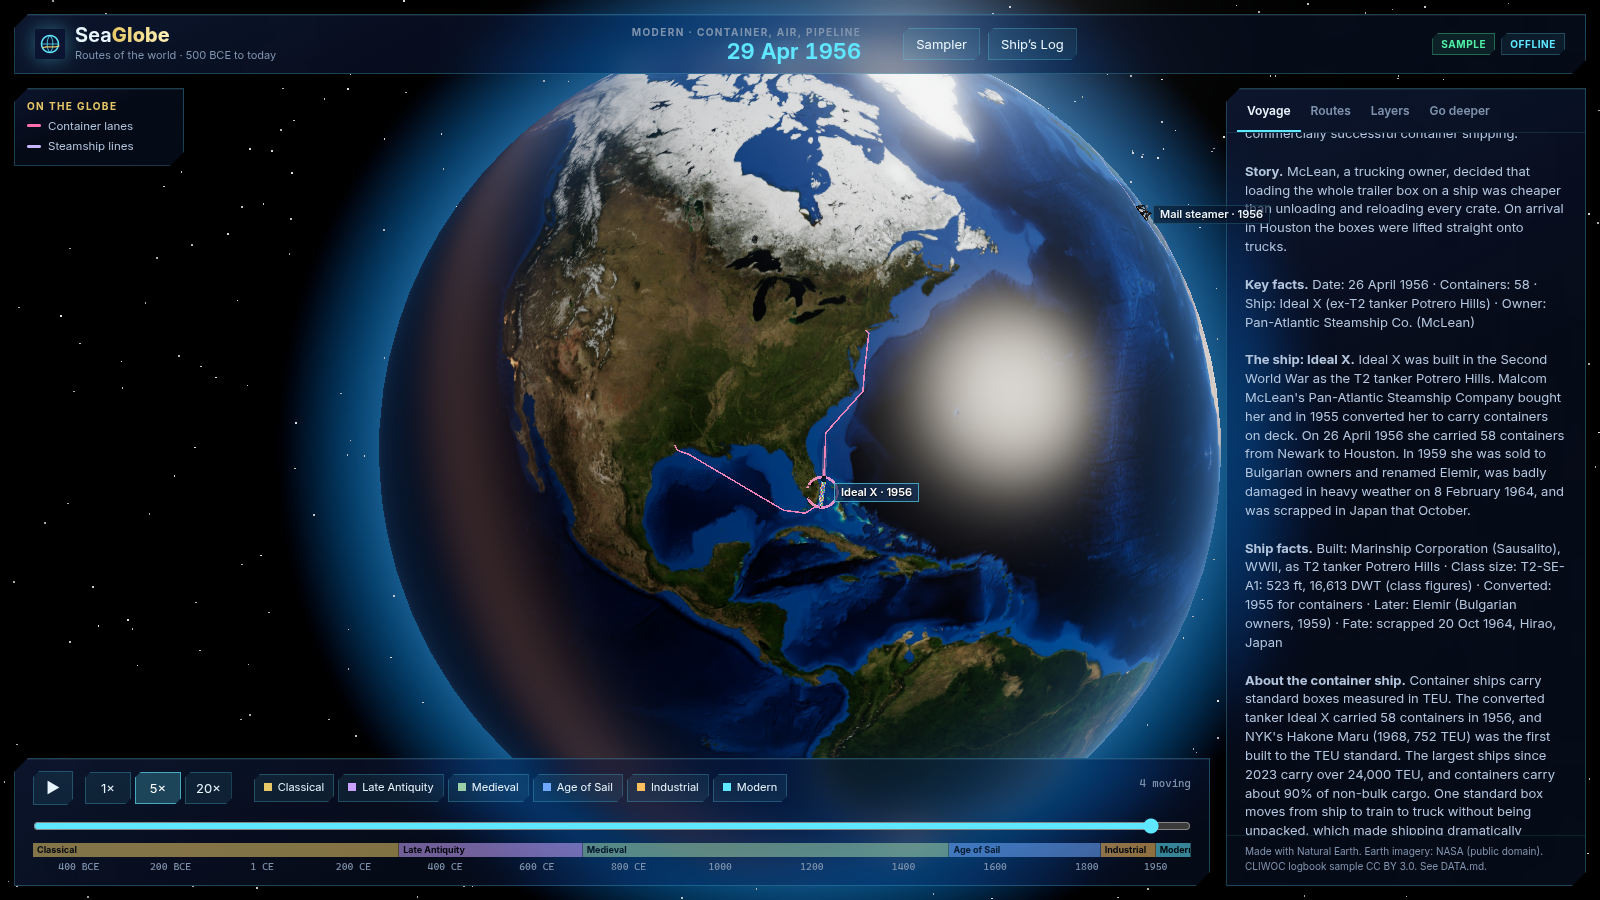 SeaGlobe
Routes of the world · 500 BCE to today
MODERN · CONTAINER, AIR, PIPELINE
29 Apr 1956
Sampler
Ship's Log
SAMPLE
OFFLINE
ON THE GLOBE
Container lanes
Steamship lines
Mail steamer · 1956
Ideal X · 1956
Voyage
Routes
Layers
Go deeper
commercially successful container shipping.
Story. McLean, a trucking owner, decided that
loading the whole trailer box on a ship was cheaper
than unloading and reloading every crate. On arrival
in Houston the boxes were lifted straight onto
trucks.
Key facts. Date: 26 April 1956 · Containers: 58 ·
Ship: Ideal X (ex-T2 tanker Potrero Hills) · Owner:
Pan-Atlantic Steamship Co. (McLean)
The ship: Ideal X. Ideal X was built in the Second
World War as the T2 tanker Potrero Hills. Malcom
McLean's Pan-Atlantic Steamship Company bought
her and in 1955 converted her to carry containers
on deck. On 26 April 1956 she carried 58 containers
from Newark to Houston. In 1959 she was sold to
Bulgarian owners and renamed Elemir, was badly
damaged in heavy weather on 8 February 1964, and
was scrapped in Japan that October.
Ship facts. Built: Marinship Corporation (Sausalito),
WWII, as T2 tanker Potrero Hills · Class size: T2-SE-
A1: 523 ft, 16,613 DWT (class figures) · Converted:
1955 for containers · Later: Elemir (Bulgarian
owners, 1959) · Fate: scrapped 20 Oct 1964, Hirao,
Japan
About the container ship. Container ships carry
standard boxes measured in TEU. The converted
tanker Ideal X carried 58 containers in 1956, and
NYK's Hakone Maru (1968, 752 TEU) was the first
built to the TEU standard. The largest ships since
2023 carry over 24,000 TEU, and containers carry
about 90% of non-bulk cargo. One standard box
moves from ship to train to truck without being
unpacked, which made shipping dramatically
Made with Natural Earth. Earth imagery: NASA (public domain).
CLIWOC logbook sample CC BY 3.0. See DATA.md.
1×
5×
20×
Classical
Late Antiquity
Medieval
Age of Sail
Industrial
Modern
4 moving
Classical
Late Antiquity
Medieval
Age of Sail
Industrial
Modern
400 BCE
200 BCE
1 CE
200 CE
400 CE
600 CE
800 CE
1000
1200
1400
1600
1800
1950